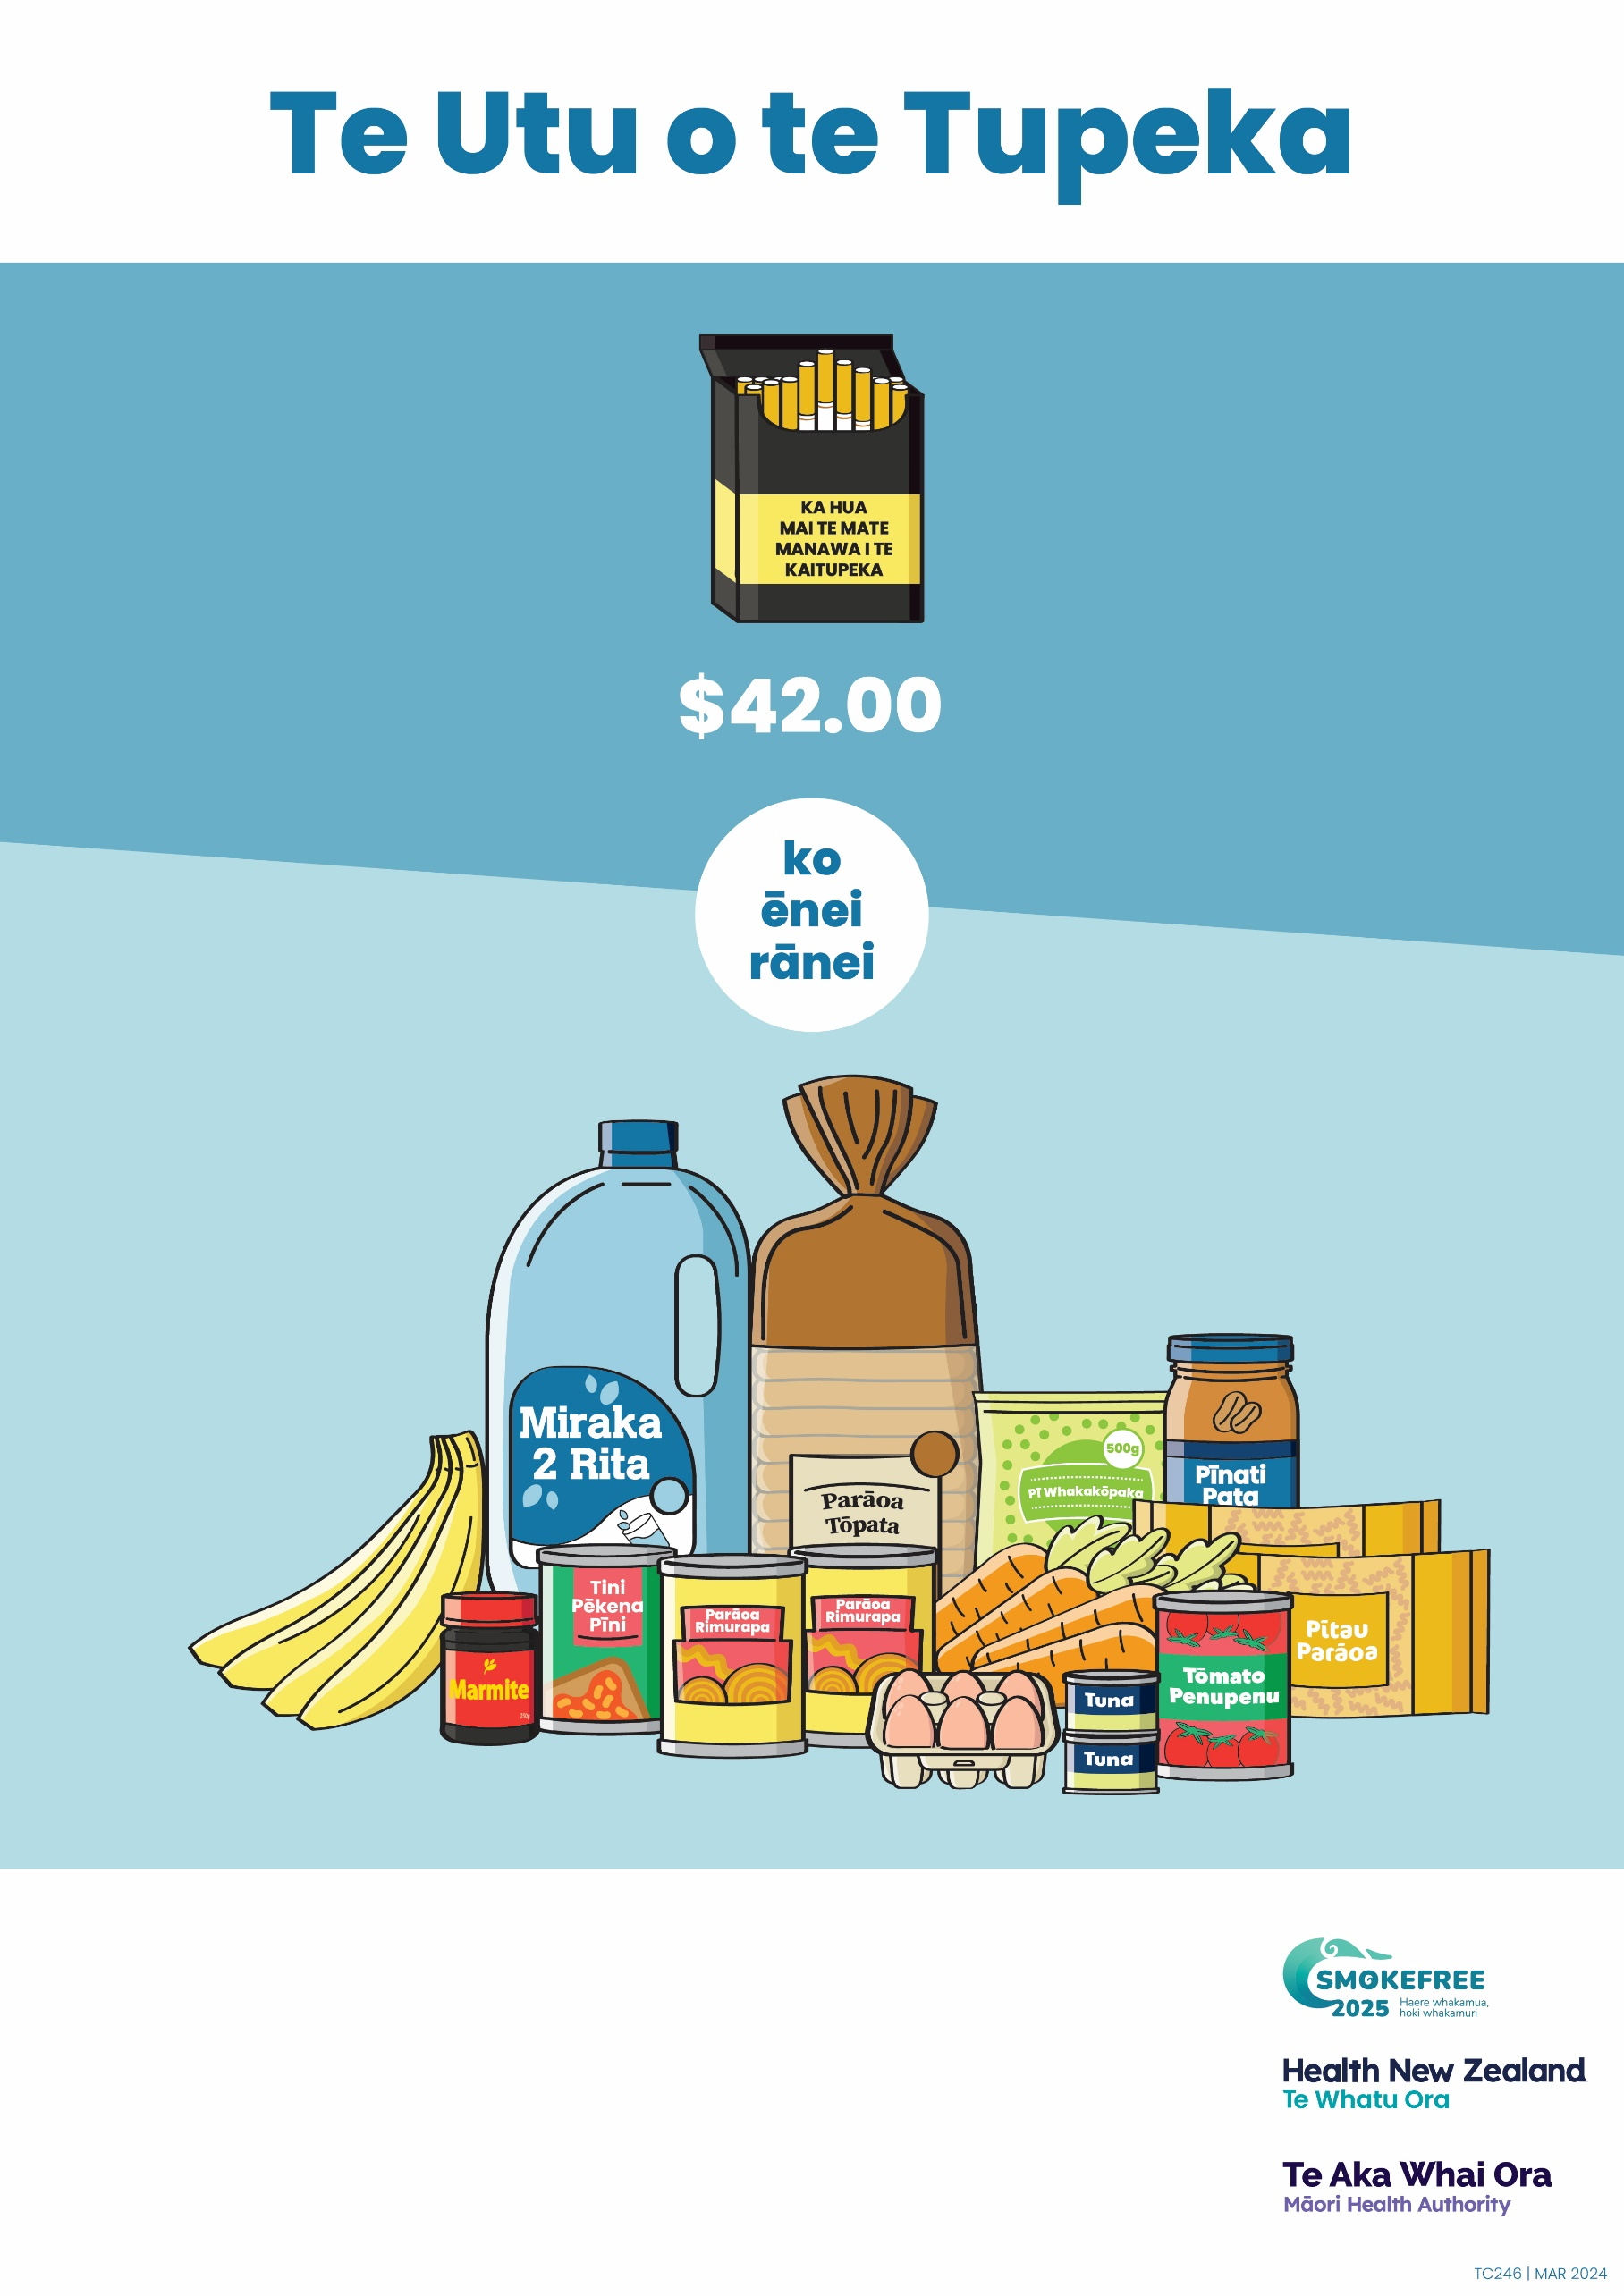 Te Utu o te Tupeka
KA HUA
MAI TE MATE
MANAWA I TE
KAITUPEKA
$42.00
ko
ēnei
rānei
Miraka
2 Rita
Parāoa
Tōpata
500g
Pī Whakakōpaka
Pīnati
Pata
Tini
Pēkena
Pīni
Parāoa
Rimurapa
Parāoa
Rimurapa
Marmite
250g
Tuna
Tuna
Tōmato
Penupenu
Pītau
Parāoa
SMOKEFREE
2025 Haere whakamua,
hoki whakamuri
Health New Zealand
Te Whatu Ora
Te Aka Whai Ora
Māori Health Authority
TC246 | MAR 2024